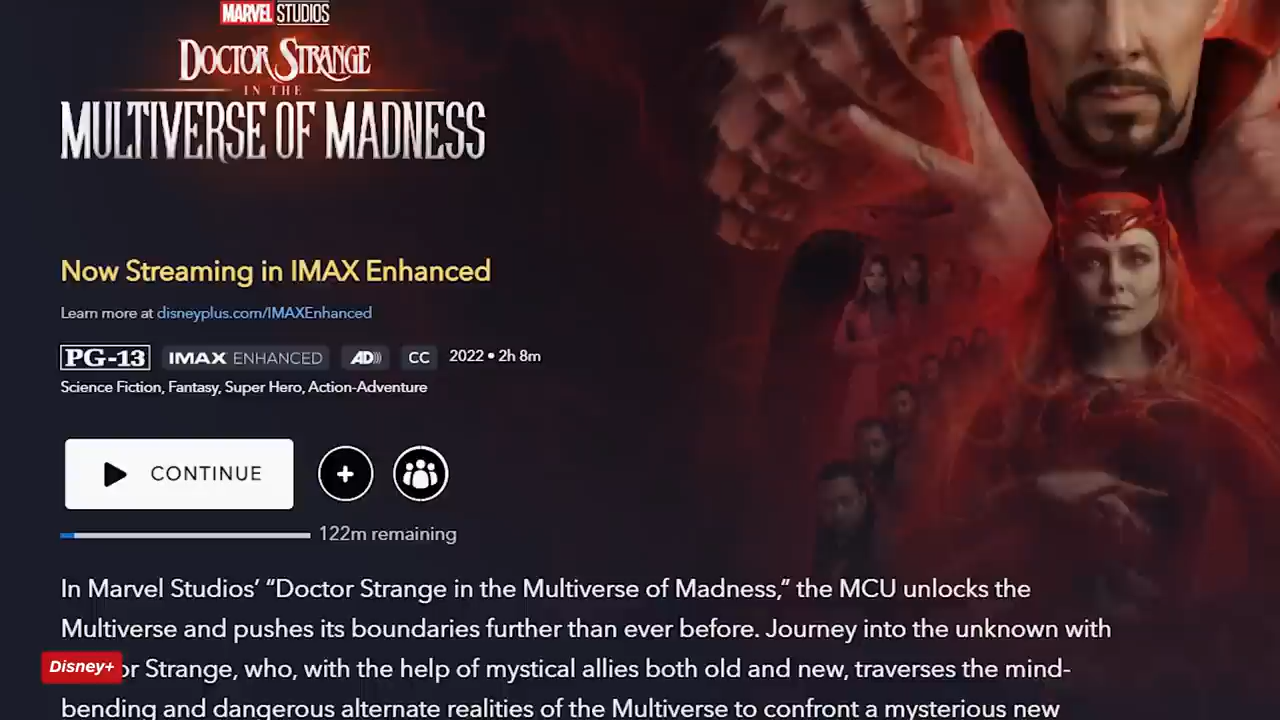 MARVEL STUDIOS
DOCTOR STRANGE
IN THE
MULTIVERSE OF MADNESS
Now Streaming in IMAX Enhanced
Learn more at disneyplus.com/IMAXEnhanced
PG-13 IMAX ENHANCED AD CC 2022 • 2h 8m
Science Fiction, Fantasy, Super Hero, Action-Adventure
CONTINUE
122m remaining
In Marvel Studios’ “Doctor Strange in the Multiverse of Madness,” the MCU unlocks the
Multiverse and pushes its boundaries further than ever before. Journey into the unknown with
Disney+ or Strange, who, with the help of mystical allies both old and new, traverses the mind-
bending and dangerous alternate realities of the Multiverse to confront a mysterious new